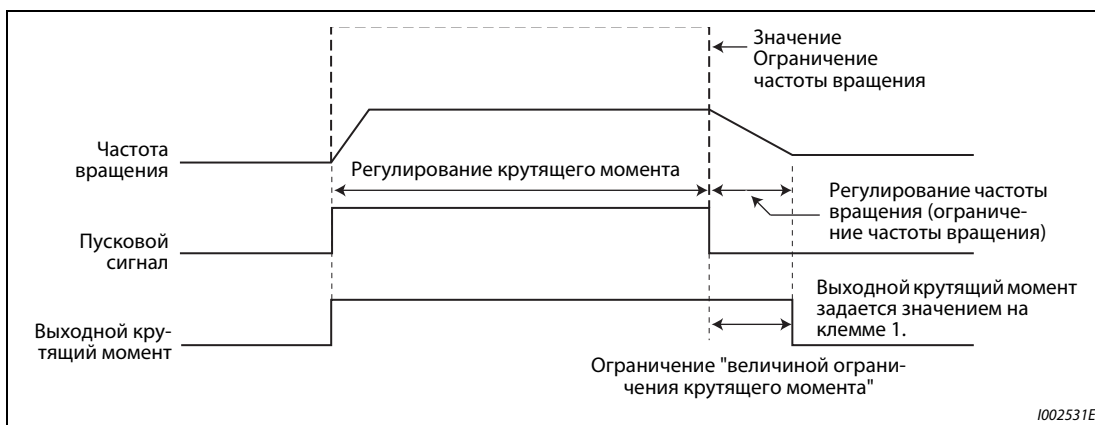 Значение
Ограничение
частоты вращения
Частота
вращения
Регулирование крутящего момента
Регулирование частоты
вращения (ограниче-
ние частоты вращения)
Пусковой
сигнал
Выходной крутящий момент
задается значением на
клемме 1.
Выходной кру-
тящий момент
Ограничение "величиной ограни-
чения крутящего момента"
I002531E